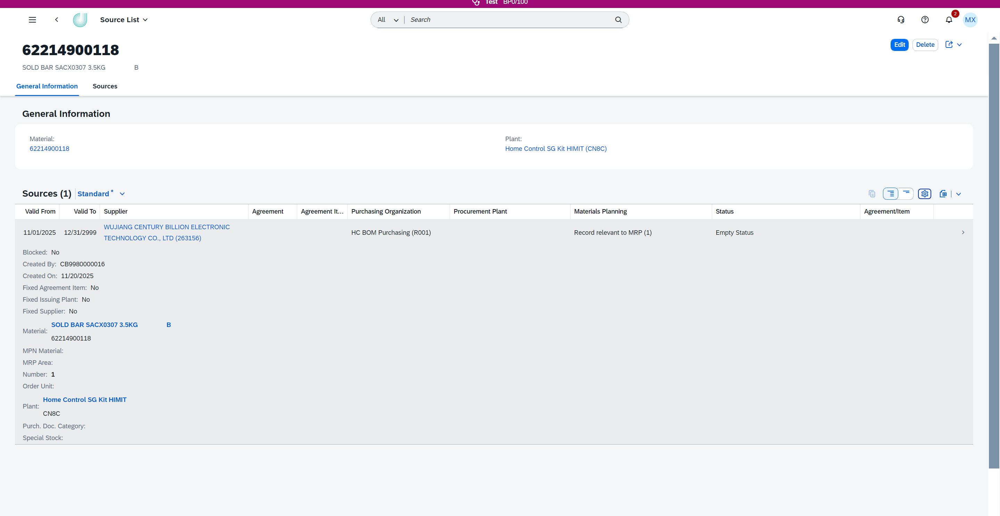 Test BP0/100
Source List
All Search
2
MX
62214900118
Edit Delete
SOLD BAR SACX0307 3.5KG B
General Information Sources
General Information
Material: Plant:
62214900118 Home Control SG Kit HIMIT (CN8C)
Sources (1) Standard *
Valid From Valid To Supplier Agreement Agreement It... Purchasing Organization Procurement Plant Materials Planning Status Agreement/Item
11/01/2025 12/31/2999 WUJIANG CENTURY BILLION ELECTRONIC
TECHNOLOGY CO., LTD (263156) HC BOM Purchasing (R001) Record relevant to MRP (1) Empty Status
Blocked: No
Created By: CB9980000016
Created On: 11/20/2025
Fixed Agreement Item: No
Fixed Issuing Plant: No
Fixed Supplier: No
Material: SOLD BAR SACX0307 3.5KG B
62214900118
MPN Material:
MRP Area:
Number: 1
Order Unit:
Plant: Home Control SG Kit HIMIT
CN8C
Purch. Doc. Category:
Special Stock: